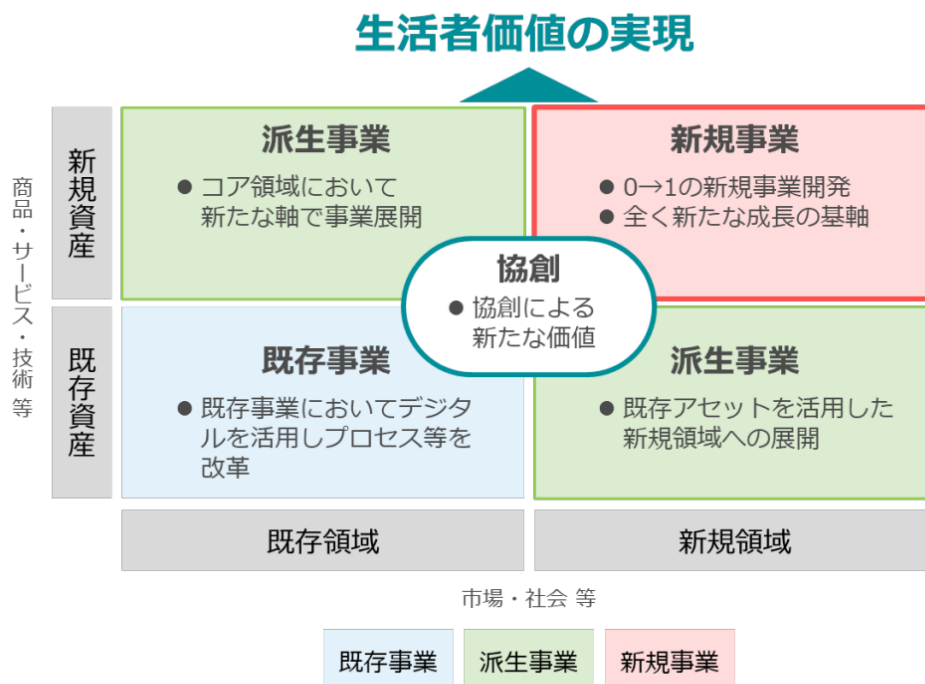 生活者価値の実現
商品・サービス・技術 等
新規資産
派生事業
● コア領域において
新たな軸で事業展開
新規事業
● 0→1の新規事業開発
● 全く新たな成長の基軸
協創
● 協創による
新たな価値
既存資産
既存事業
● 既存事業においてデジタ
ルを活用しプロセス等を
改革
派生事業
● 既存アセットを活用した
新規領域への展開
既存領域
新規領域
市場・社会 等
既存事業
派生事業
新規事業